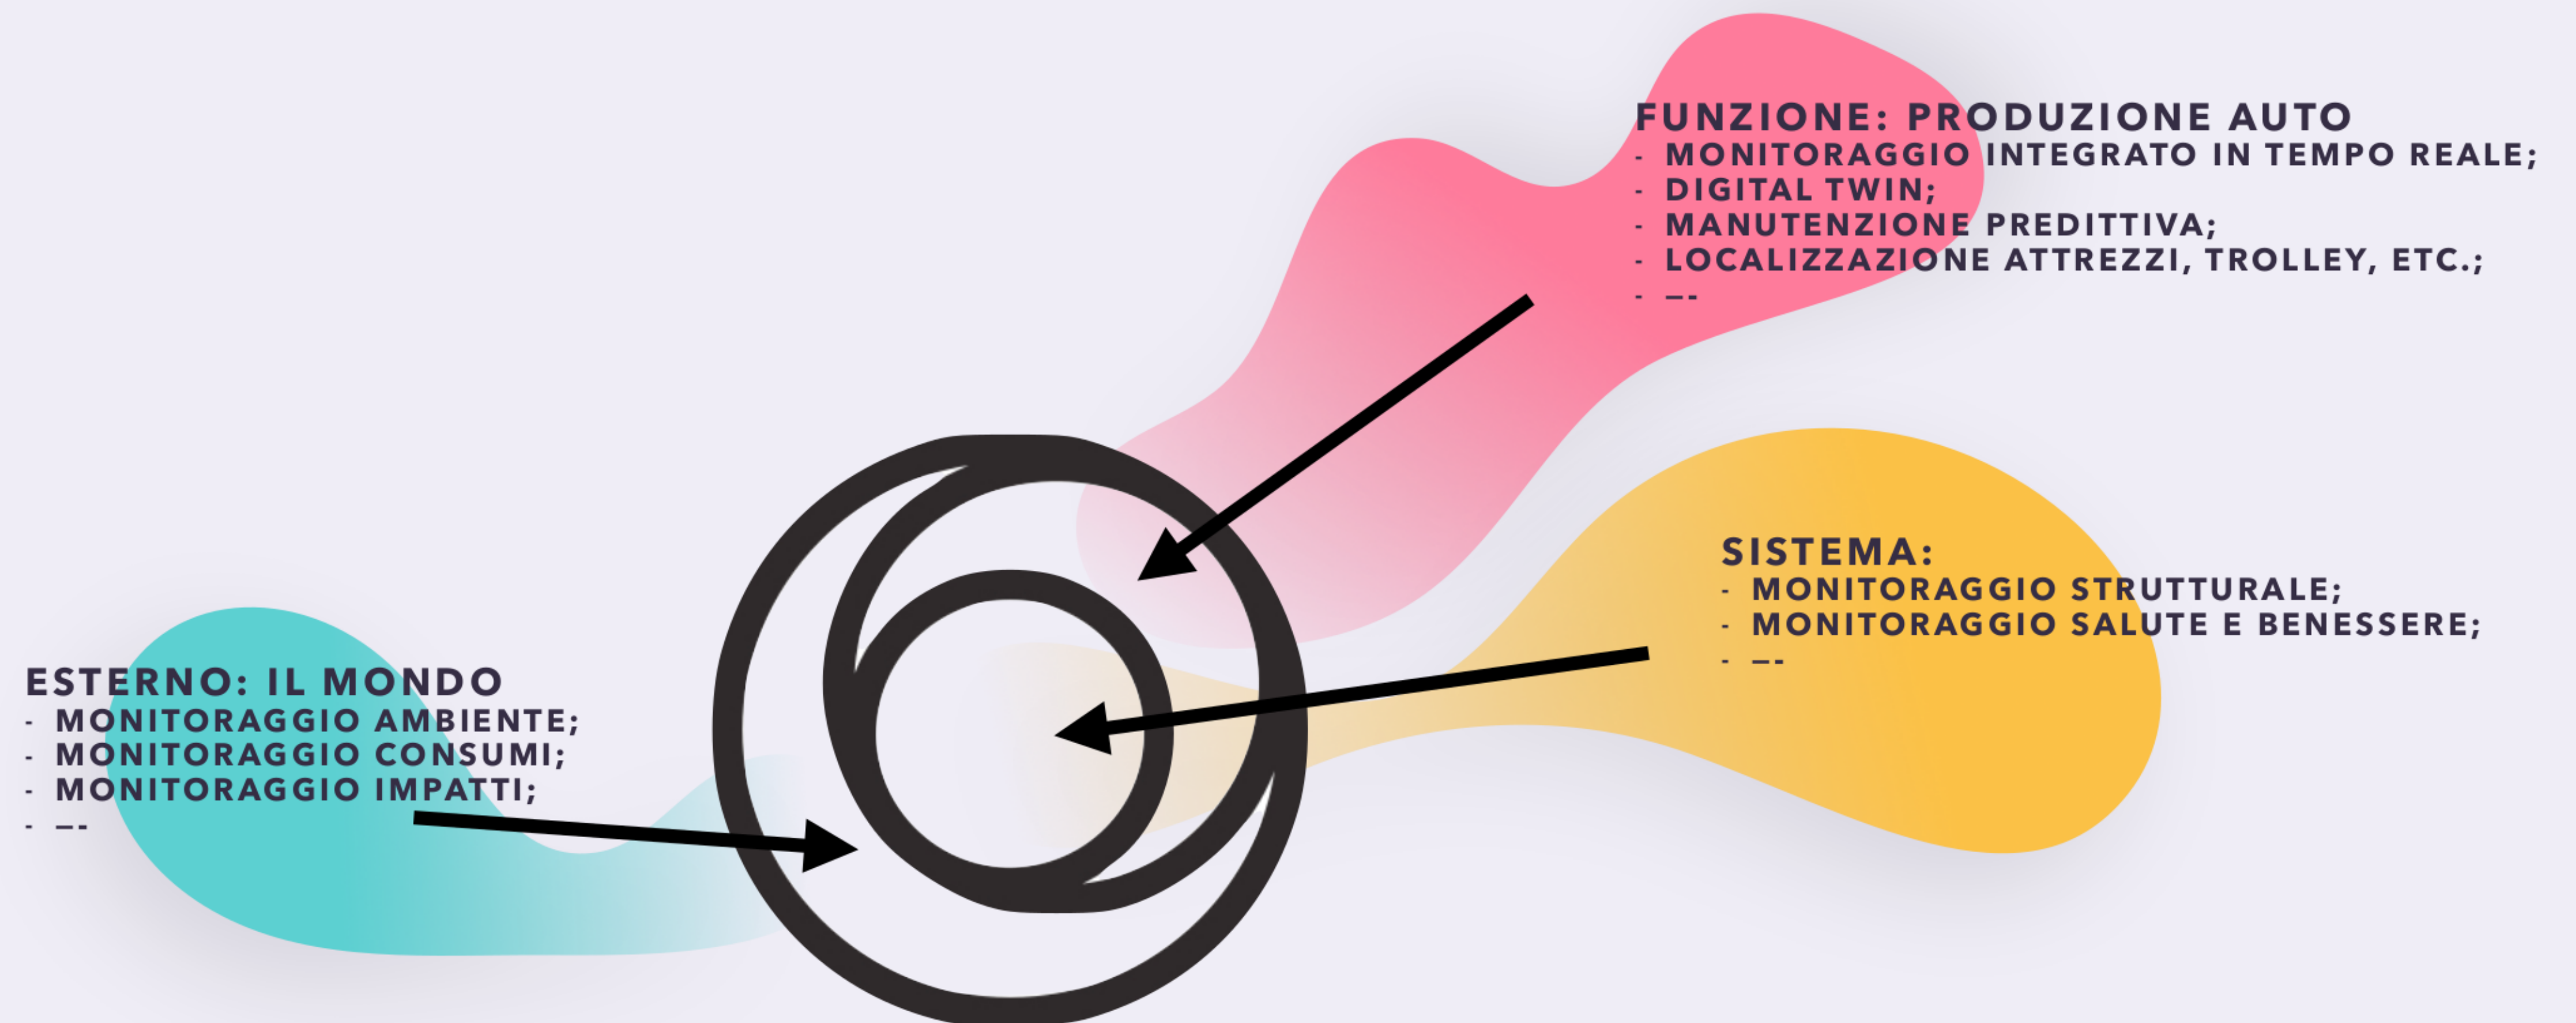 FUNZIONE: PRODUZIONE AUTO
- MONITORAGGIO INTEGRATO IN TEMPO REALE;
- DIGITAL TWIN;
- MANUTENZIONE PREDITTIVA;
- LOCALIZZAZIONE ATTREZZI, TROLLEY, ETC.;
- —-
SISTEMA:
- MONITORAGGIO STRUTTURALE;
- MONITORAGGIO SALUTE E BENESSERE;
- —-
ESTERNO: IL MONDO
- MONITORAGGIO AMBIENTE;
- MONITORAGGIO CONSUMI;
- MONITORAGGIO IMPATTI;
- —-